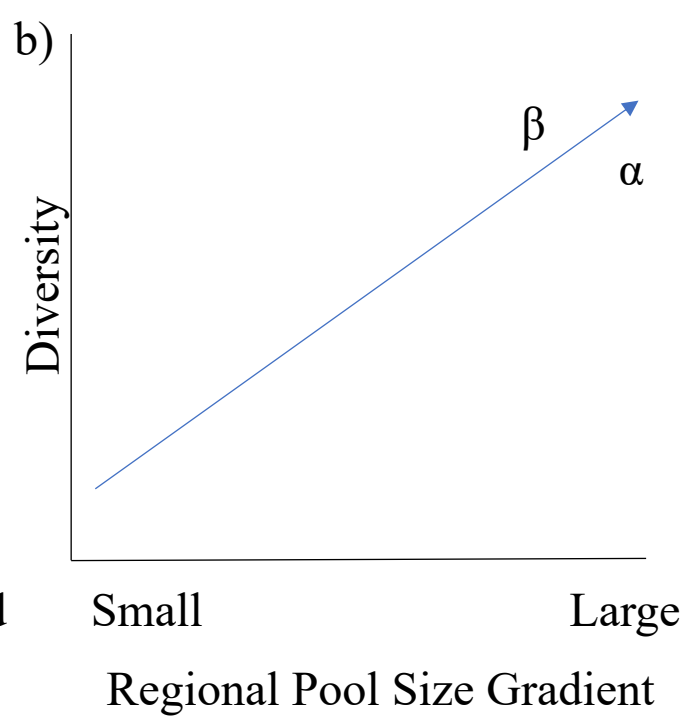 b)
β
α
Diversity
Small Large
Regional Pool Size Gradient